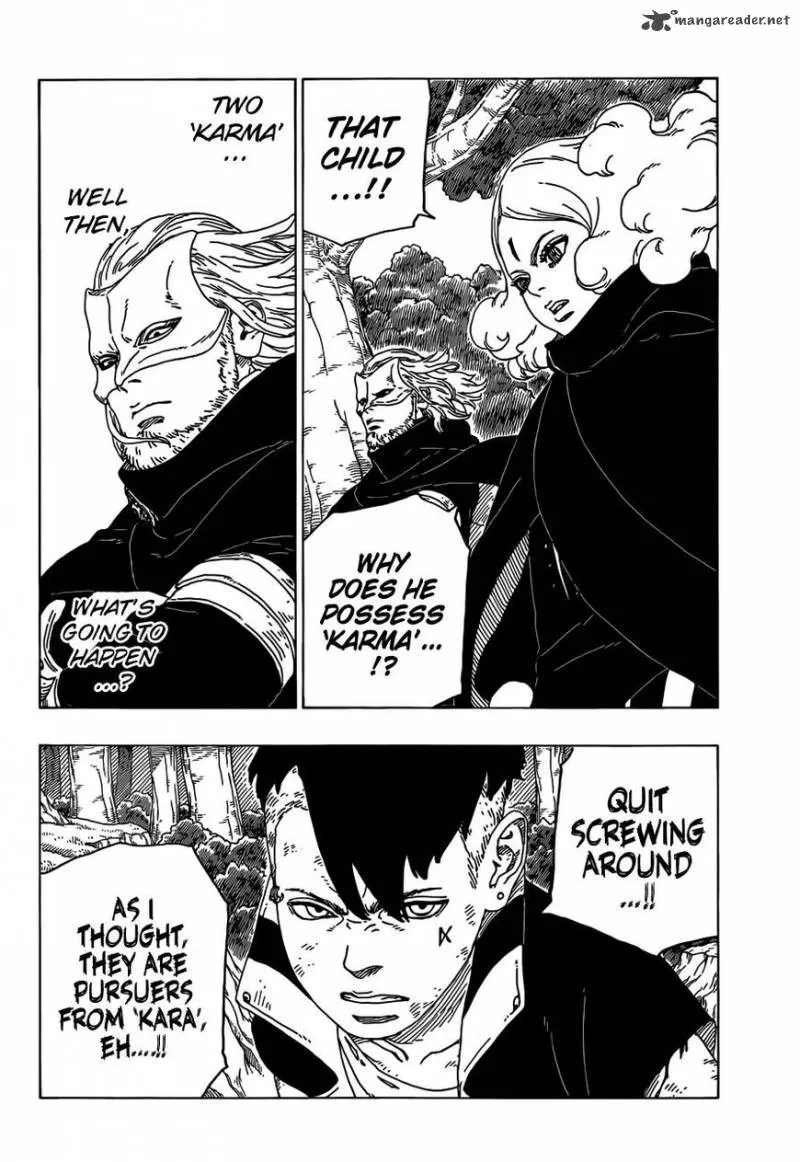 mangareader.net
THAT
CHILD
...!!
WHY
DOES HE
POSSESS
'KARMA'...
!?
TWO
'KARMA'
...
WELL
THEN,
WHAT'S
GOING TO
HAPPEN
...?
QUIT
SCREWING
AROUND
...!!
AS I
THOUGHT,
THEY ARE
PURSUERS
FROM 'KARA',
EH....!!